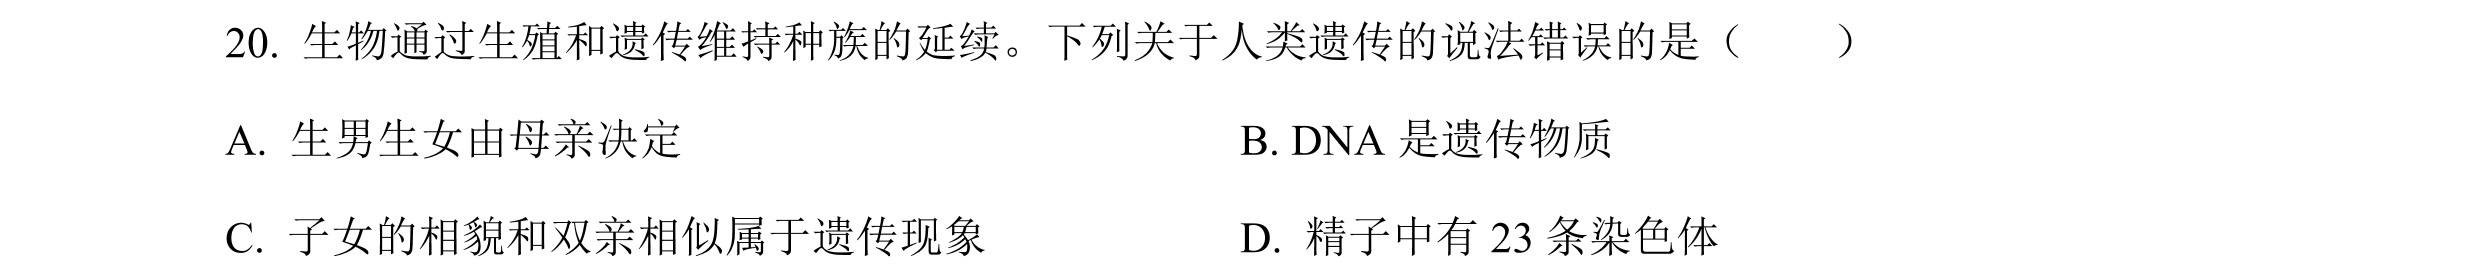 20. 生物通过生殖和遗传维持种族的延续。下列关于人类遗传的说法错误的是（　　）
A. 生男生女由母亲决定　　B. DNA 是遗传物质
C. 子女的相貌和双亲相似属于遗传现象　　D. 精子中有 23 条染色体